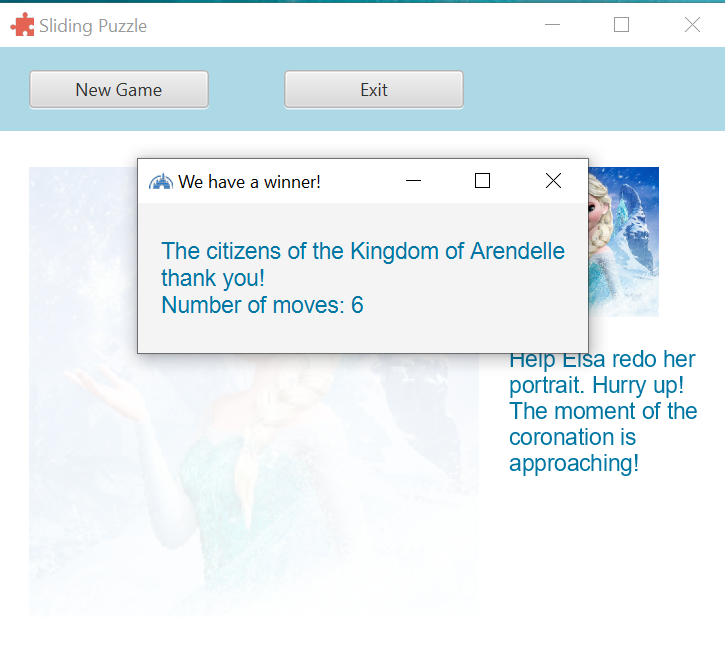 Sliding Puzzle
New Game
Exit
We have a winner!
The citizens of the Kingdom of Arendelle
thank you!
Number of moves: 6
Help Elsa redo her
portrait. Hurry up!
The moment of the
coronation is
approaching!